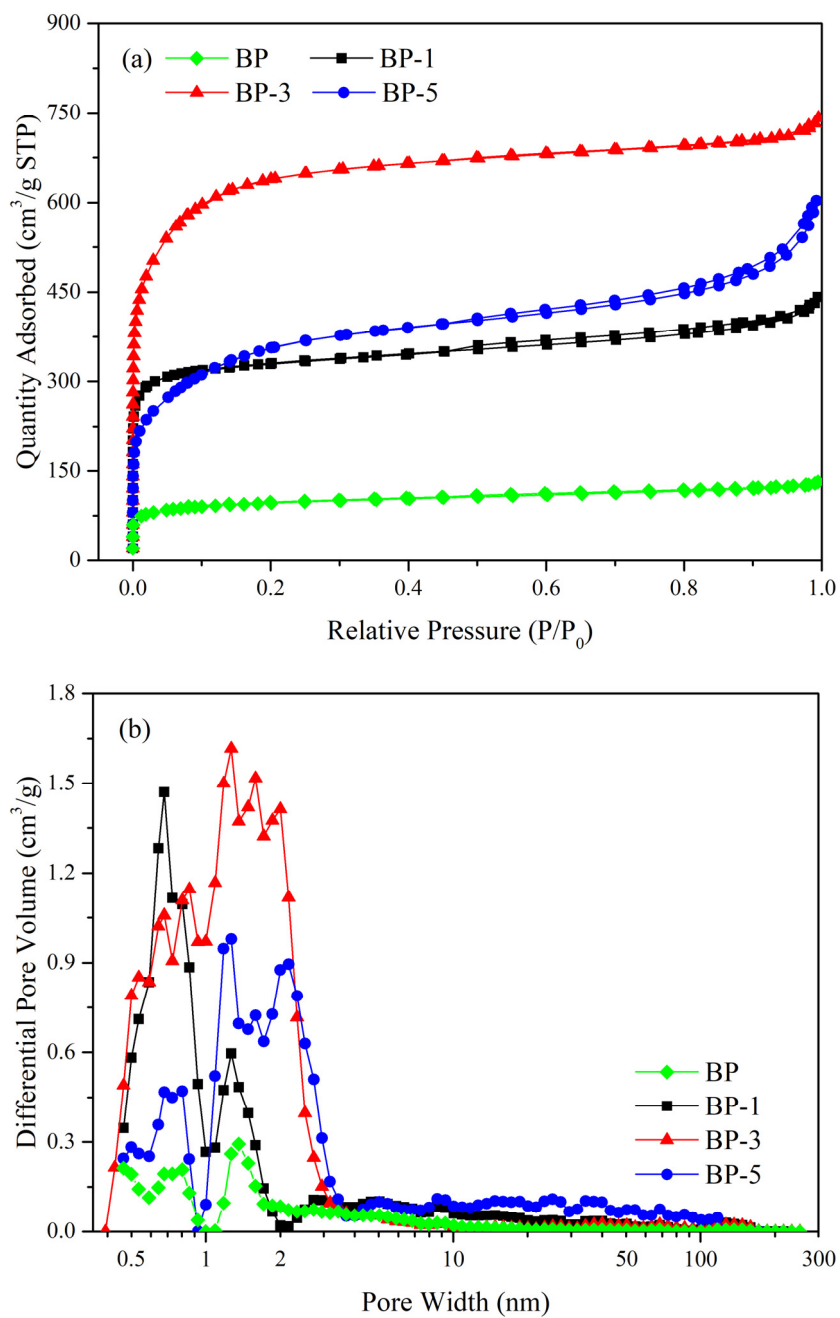 (a) BP BP-1
BP-3 BP-5
900
750
600
450
300
150
0
Quantity Adsorbed (cm³/g STP)
0.0 0.2 0.4 0.6 0.8 1.0
Relative Pressure (P/P₀)
(b)
1.8
1.5
1.2
0.9
0.6
0.3
0.0
Differential Pore Volume (cm³/g)
BP
BP-1
BP-3
BP-5
0.5 1 2 10 50 100 300
Pore Width (nm)